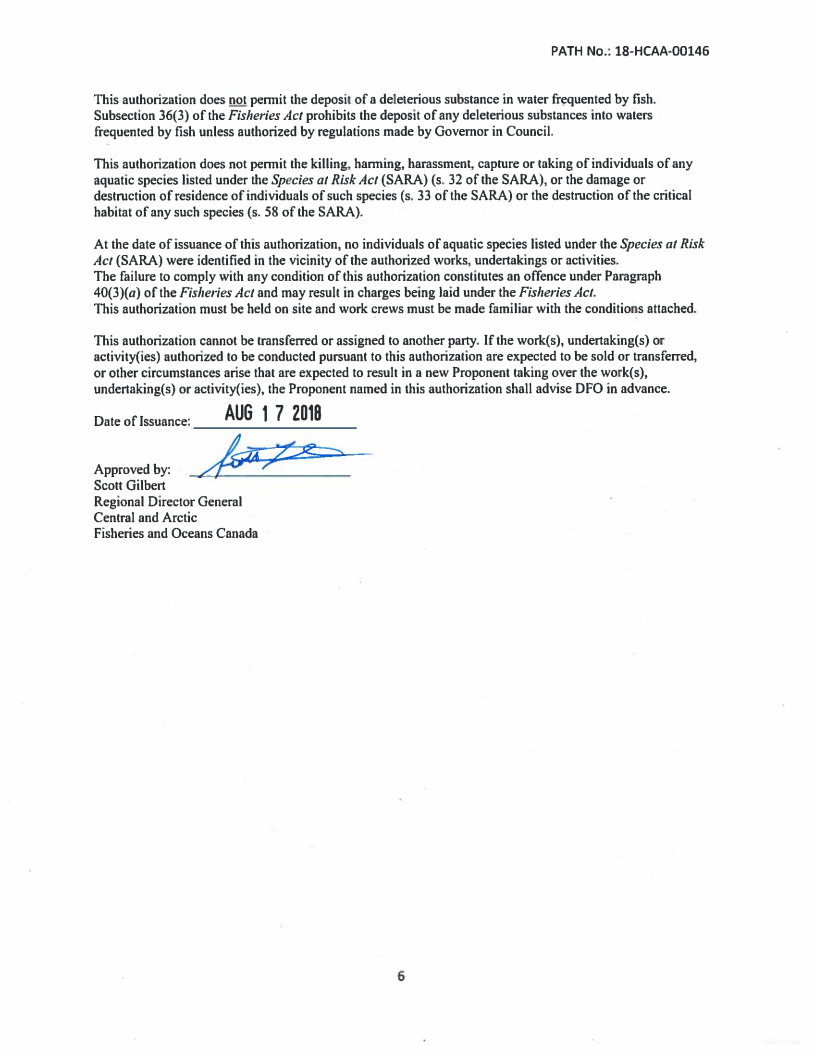 PATH No.: 18-HCAA-00146
This authorization does not permit the deposit of a deleterious substance in water frequented by fish.
Subsection 36(3) of the Fisheries Act prohibits the deposit of any deleterious substances into waters
frequented by fish unless authorized by regulations made by Governor in Council.
This authorization does not permit the killing, harming, harassment, capture or taking of individuals of any
aquatic species listed under the Species at Risk Act (SARA) (s. 32 of the SARA), or the damage or
destruction of residence of individuals of such species (s. 33 of the SARA) or the destruction of the critical
habitat of any such species (s. 58 of the SARA).
At the date of issuance of this authorization, no individuals of aquatic species listed under the Species at Risk
Act (SARA) were identified in the vicinity of the authorized works, undertakings or activities.
The failure to comply with any condition of this authorization constitutes an offence under Paragraph
40(3)(a) of the Fisheries Act and may result in charges being laid under the Fisheries Act.
This authorization must be held on site and work crews must be made familiar with the conditions attached.
This authorization cannot be transferred or assigned to another party. If the work(s), undertaking(s) or
activity(ies) authorized to be conducted pursuant to this authorization are expected to be sold or transferred,
or other circumstances arise that are expected to result in a new Proponent taking over the work(s),
undertaking(s) or activity(ies), the Proponent named in this authorization shall advise DFO in advance.
Date of Issuance: AUG 17 2018
Approved by:
Scott Gilbert
Regional Director General
Central and Arctic
Fisheries and Oceans Canada
6